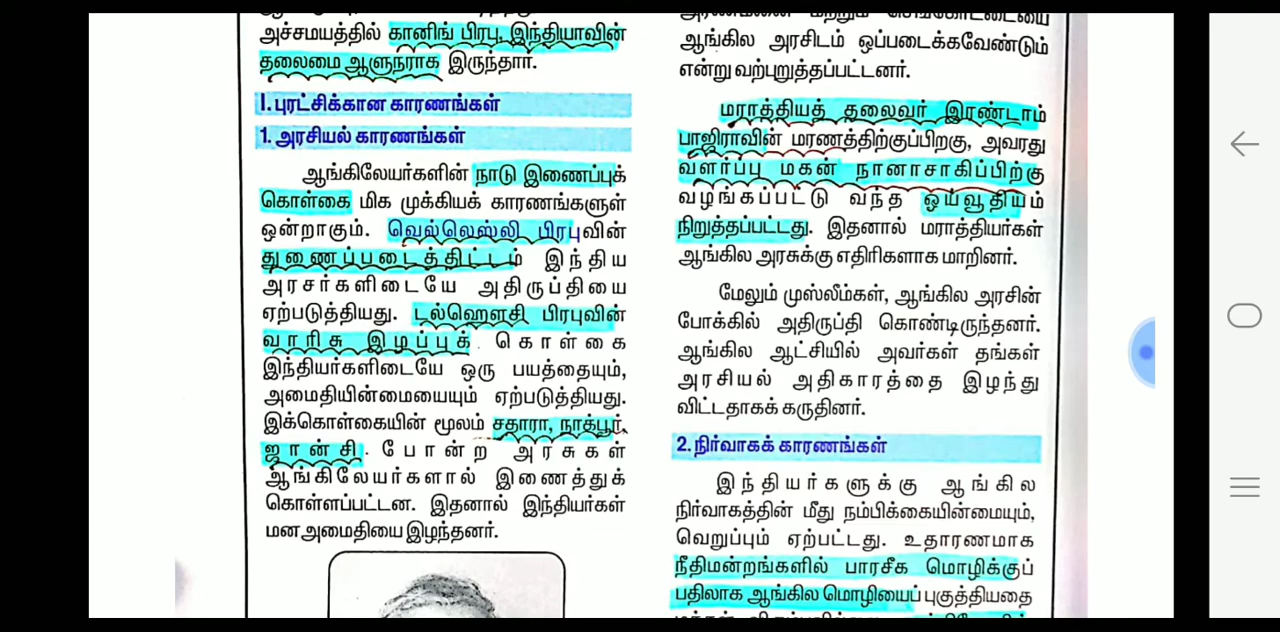 அச்சமயத்தில் கானிங் பிரபு, இந்தியாவின்
தலைமை ஆளுநராக இருந்தார்.
I. புரட்சிக்கான காரணங்கள்
1. அரசியல் காரணங்கள்
ஆங்கிலேயர்களின் நாடு இணைப்புக்
கொள்கை மிக முக்கியக் காரணங்களுள்
ஒன்றாகும். வெல்லெஸ்லி பிரபுவின்
துணைப்படைத்திட்டம் இந்திய
அரசர்களிடையே அதிருப்தியை
ஏற்படுத்தியது. டல்ஹௌசி பிரபுவின்
வாரிசு இழப்புக் கொள்கை
இந்தியர்களிடையே ஒரு பயத்தையும்,
அமைதியின்மையையும் ஏற்படுத்தியது.
இக்கொள்கையின் மூலம் சதாரா, நாத்பூர்,
ஜான்சி. போன்ற அரசுகள்
ஆங்கிலேயர்களால் இணைத்துக்
கொள்ளப்பட்டன. இதனால் இந்தியர்கள்
மன அமைதியை இழந்தனர்.
ஆங்கில அரசிடம் ஒப்படைக்கவேண்டும்
என்று வற்புறுத்தப்பட்டனர்.
மராத்தியத் தலைவர் இரண்டாம்
பாஜிராவின் மரணத்திற்குப்பிறகு, அவரது
வளர்ப்பு மகன் நானாசாகிப்பிற்கு
வழங்கப்பட்டு வந்த ஓய்வூதியம்
நிறுத்தப்பட்டது. இதனால் மராத்தியர்கள்
ஆங்கில அரசுக்கு எதிரிகளாக மாறினர்.
மேலும் முஸ்லீம்கள், ஆங்கில அரசின்
போக்கில் அதிருப்தி கொண்டிருந்தனர்.
ஆங்கில ஆட்சியில் அவர்கள் தங்கள்
அரசியல் அதிகாரத்தை இழந்து
விட்டதாகக் கருதினர்.
2. நிர்வாகக் காரணங்கள்
இந்தியர்களுக்கு ஆங்கில
நிர்வாகத்தின் மீது நம்பிக்கையின்மையும்,
வெறுப்பும் ஏற்பட்டது. உதாரணமாக
நீதிமன்றங்களில் பாரசீக மொழிக்குப்
பதிலாக ஆங்கில மொழியைப் புகுத்தியதை